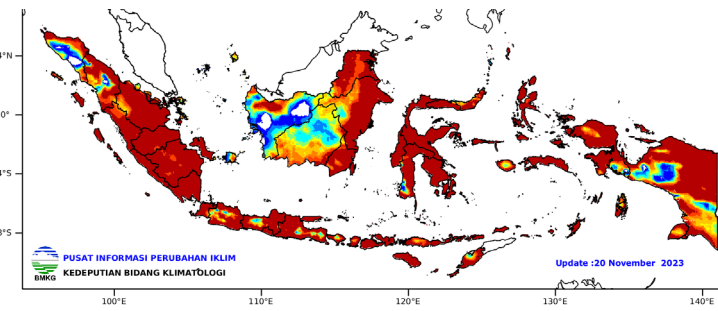 4°N
0°
4°S
8°S
PUSAT INFORMASI PERUBAHAN IKLIM
KEDEPUTIAN BIDANG KLIMATOLOGI
BMKG
Update :20 November 2023
100°E
110°E
120°E
130°E
140°E